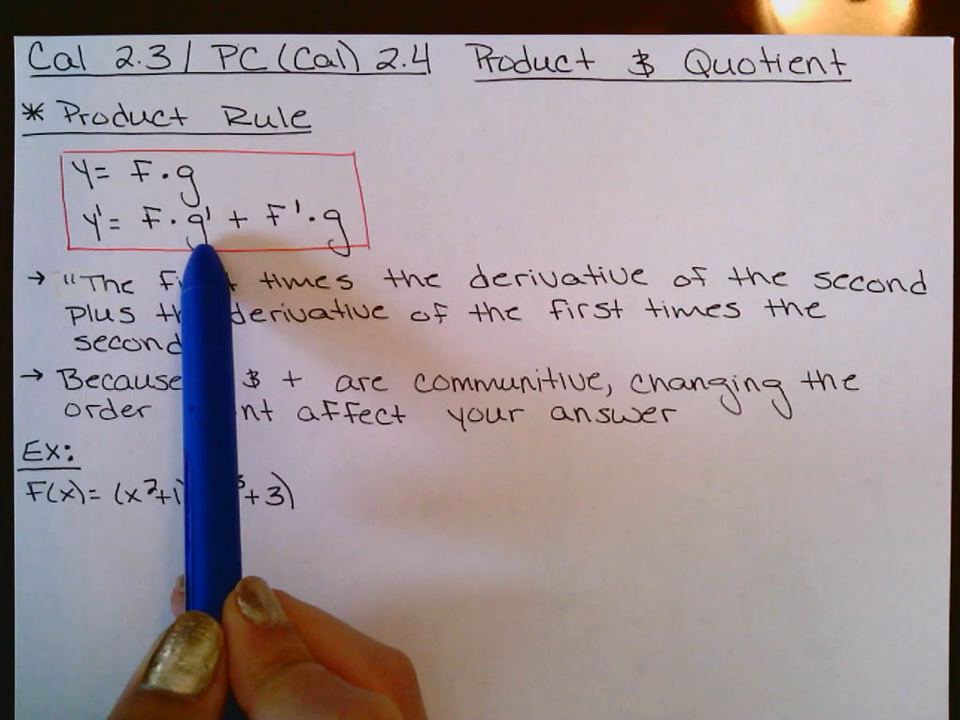 Cal 2.3 / PC (Cal) 2.4 Product & Quotient
* Product Rule
y = F · g
y' = F · g' + F' · g
→ "The times the derivative of the second
plus derivative of the first times the
second
→ Because & + are communitive, changing the
order affect your answer
Ex:
F(x) = (x²+1 +3)